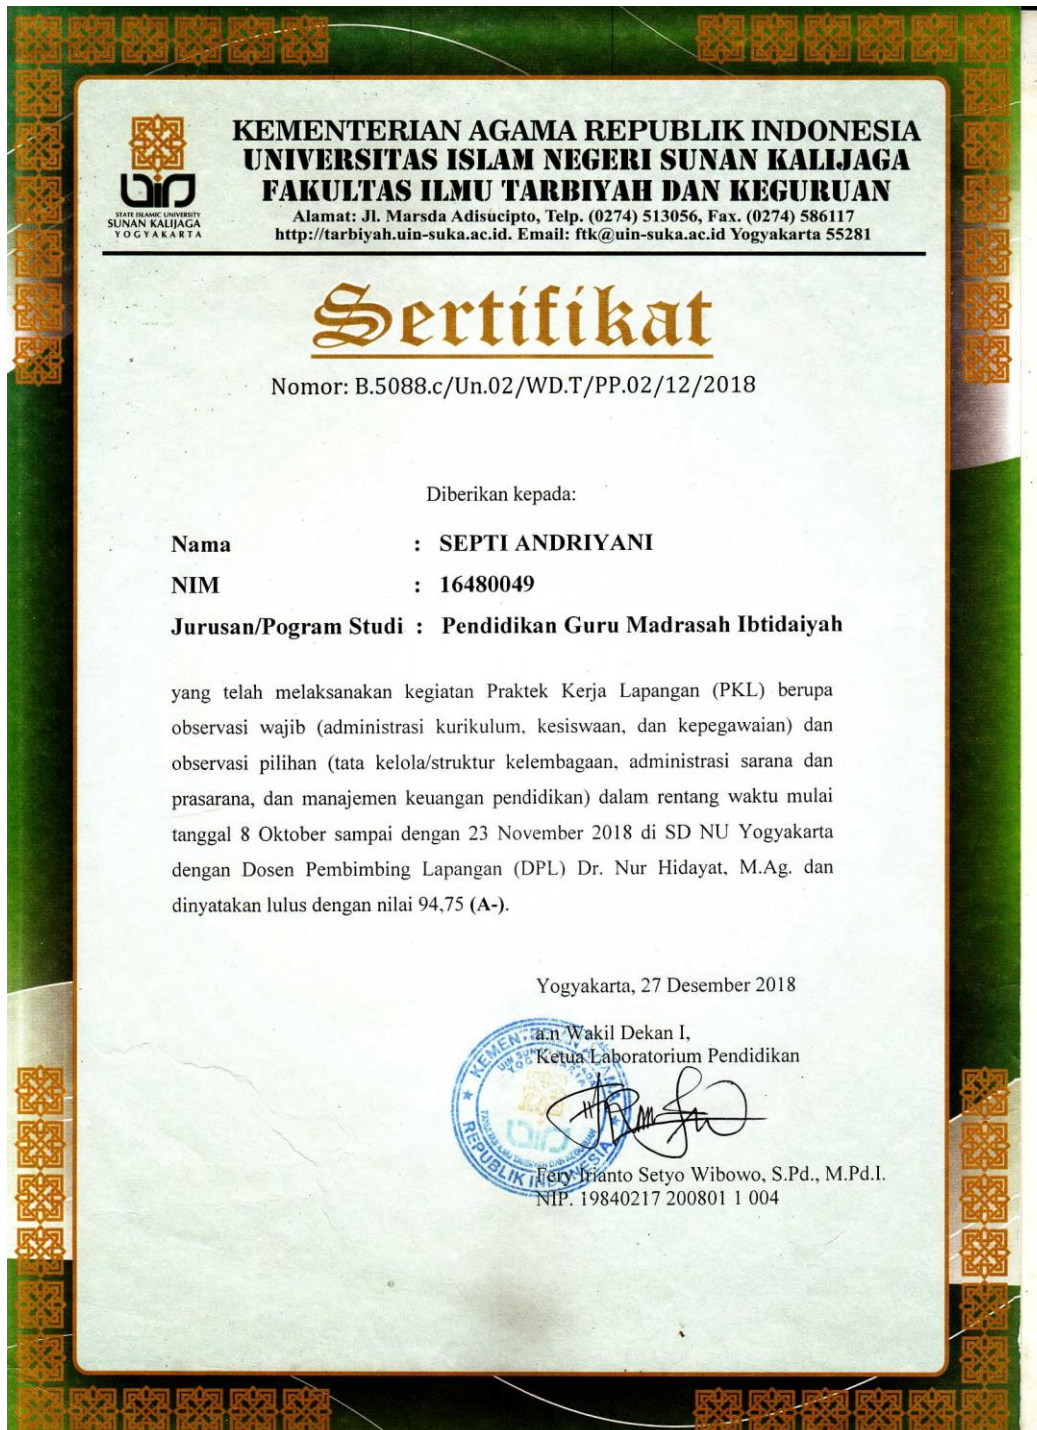 KEMENTERIAN AGAMA REPUBLIK INDONESIA
UNIVERSITAS ISLAM NEGERI SUNAN KALIJAGA
FAKULTAS ILMU TARBIYAH DAN KEGURUAN
Alamat: Jl. Marsda Adisucipto, Telp. (0274) 513056, Fax. (0274) 586117
http://tarbiyah.uin-suka.ac.id. Email: ftk@uin-suka.ac.id Yogyakarta 55281
uin
STATE ISLAMIC UNIVERSITY
SUNAN KALIJAGA
YOGYAKARTA
Sertifikat
Nomor: B.5088.c/Un.02/WD.T/PP.02/12/2018
Diberikan kepada:
Nama : SEPTI ANDRIYANI
NIM : 16480049
Jurusan/Pogram Studi : Pendidikan Guru Madrasah Ibtidaiyah
yang telah melaksanakan kegiatan Praktek Kerja Lapangan (PKL) berupa
observasi wajib (administrasi kurikulum, kesiswaan, dan kepegawaian) dan
observasi pilihan (tata kelola/struktur kelembagaan, administrasi sarana dan
prasarana, dan manajemen keuangan pendidikan) dalam rentang waktu mulai
tanggal 8 Oktober sampai dengan 23 November 2018 di SD NU Yogyakarta
dengan Dosen Pembimbing Lapangan (DPL) Dr. Nur Hidayat, M.Ag. dan
dinyatakan lulus dengan nilai 94,75 (A-).
Yogyakarta, 27 Desember 2018
a.n Wakil Dekan I,
Ketua Laboratorium Pendidikan
KEMENTERIAN AGAMA
REPUBLIK INDONESIA
Fery Irianto Setyo Wibowo, S.Pd., M.Pd.I.
NIP. 19840217 200801 1 004